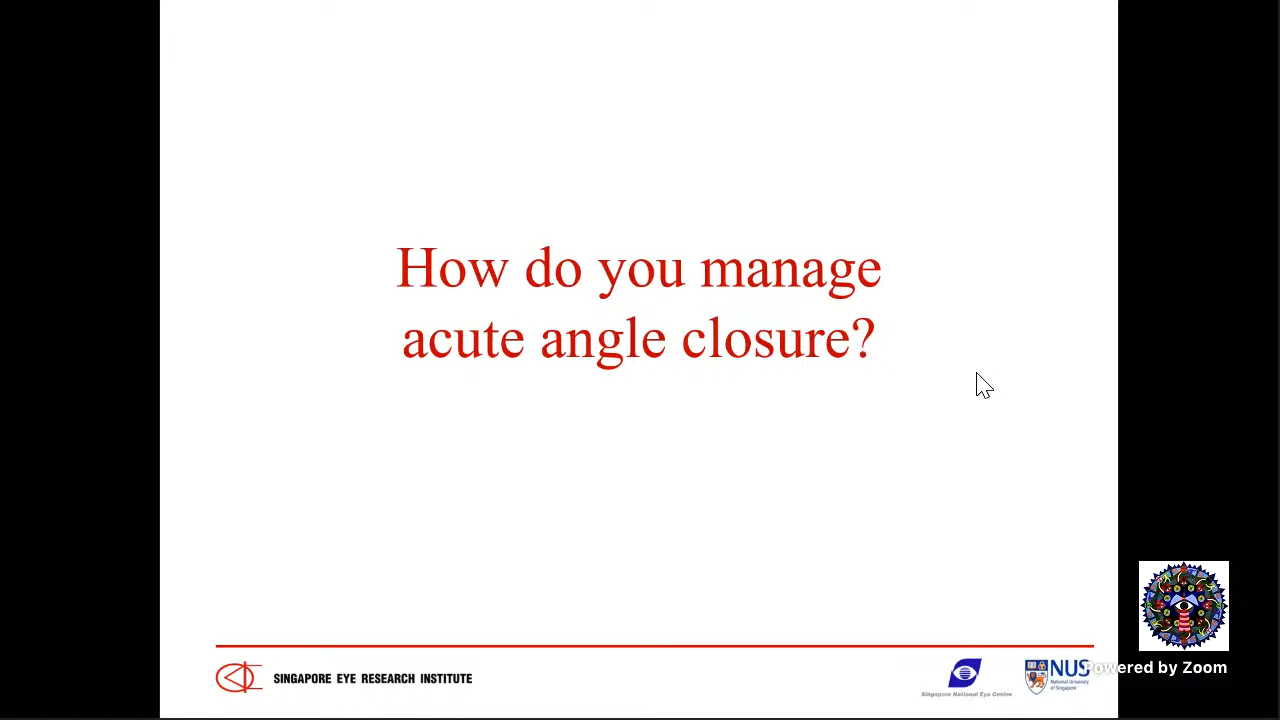 How do you manage
acute angle closure?
SINGAPORE EYE RESEARCH INSTITUTE
Singapore National Eye Centre
NUS
National University
of Singapore
Powered by Zoom